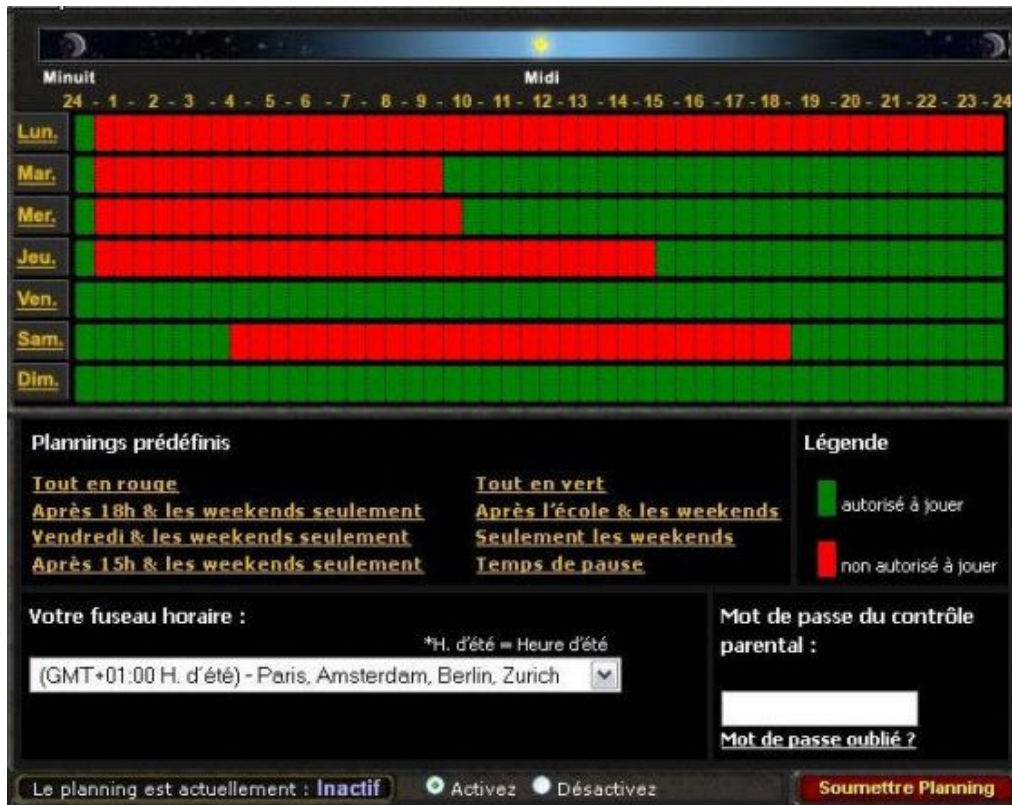 Minuit Midi
24 - 1 - 2 - 3 - 4 - 5 - 6 - 7 - 8 - 9 - 10 - 11 - 12 - 13 - 14 - 15 - 16 - 17 - 18 - 19 - 20 - 21 - 22 - 23 - 24
Lun.
Mar.
Mer.
Jeu.
Ven.
Sam.
Dim.
Plannings prédéfinis
Tout en rouge
Après 18h & les weekends seulement
Vendredi & les weekends seulement
Après 15h & les weekends seulement
Tout en vert
Après l'école & les weekends
Seulement les weekends
Temps de pause
Légende
autorisé à jouer
non autorisé à jouer
Votre fuseau horaire :
*H. d'été = Heure d'été
(GMT+01:00 H. d'été) - Paris, Amsterdam, Berlin, Zurich
Mot de passe du contrôle
parental :
Mot de passe oublié ?
Le planning est actuellement : Inactif Activez Désactivez Soumettre Planning